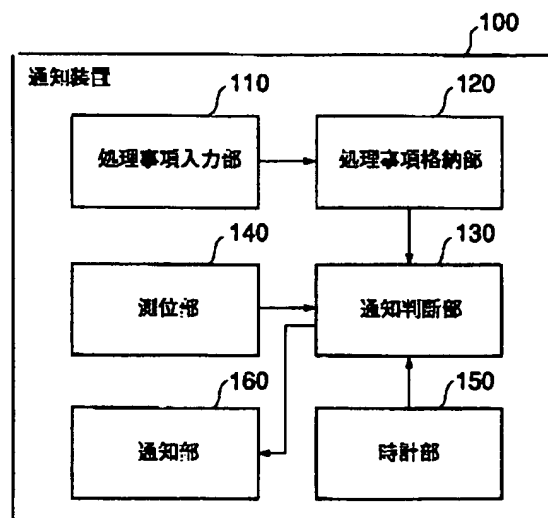 100
通知装置
110
120
処理事項入力部
処理事項格納部
140
130
測位部
通知判断部
160
150
通知部
時計部